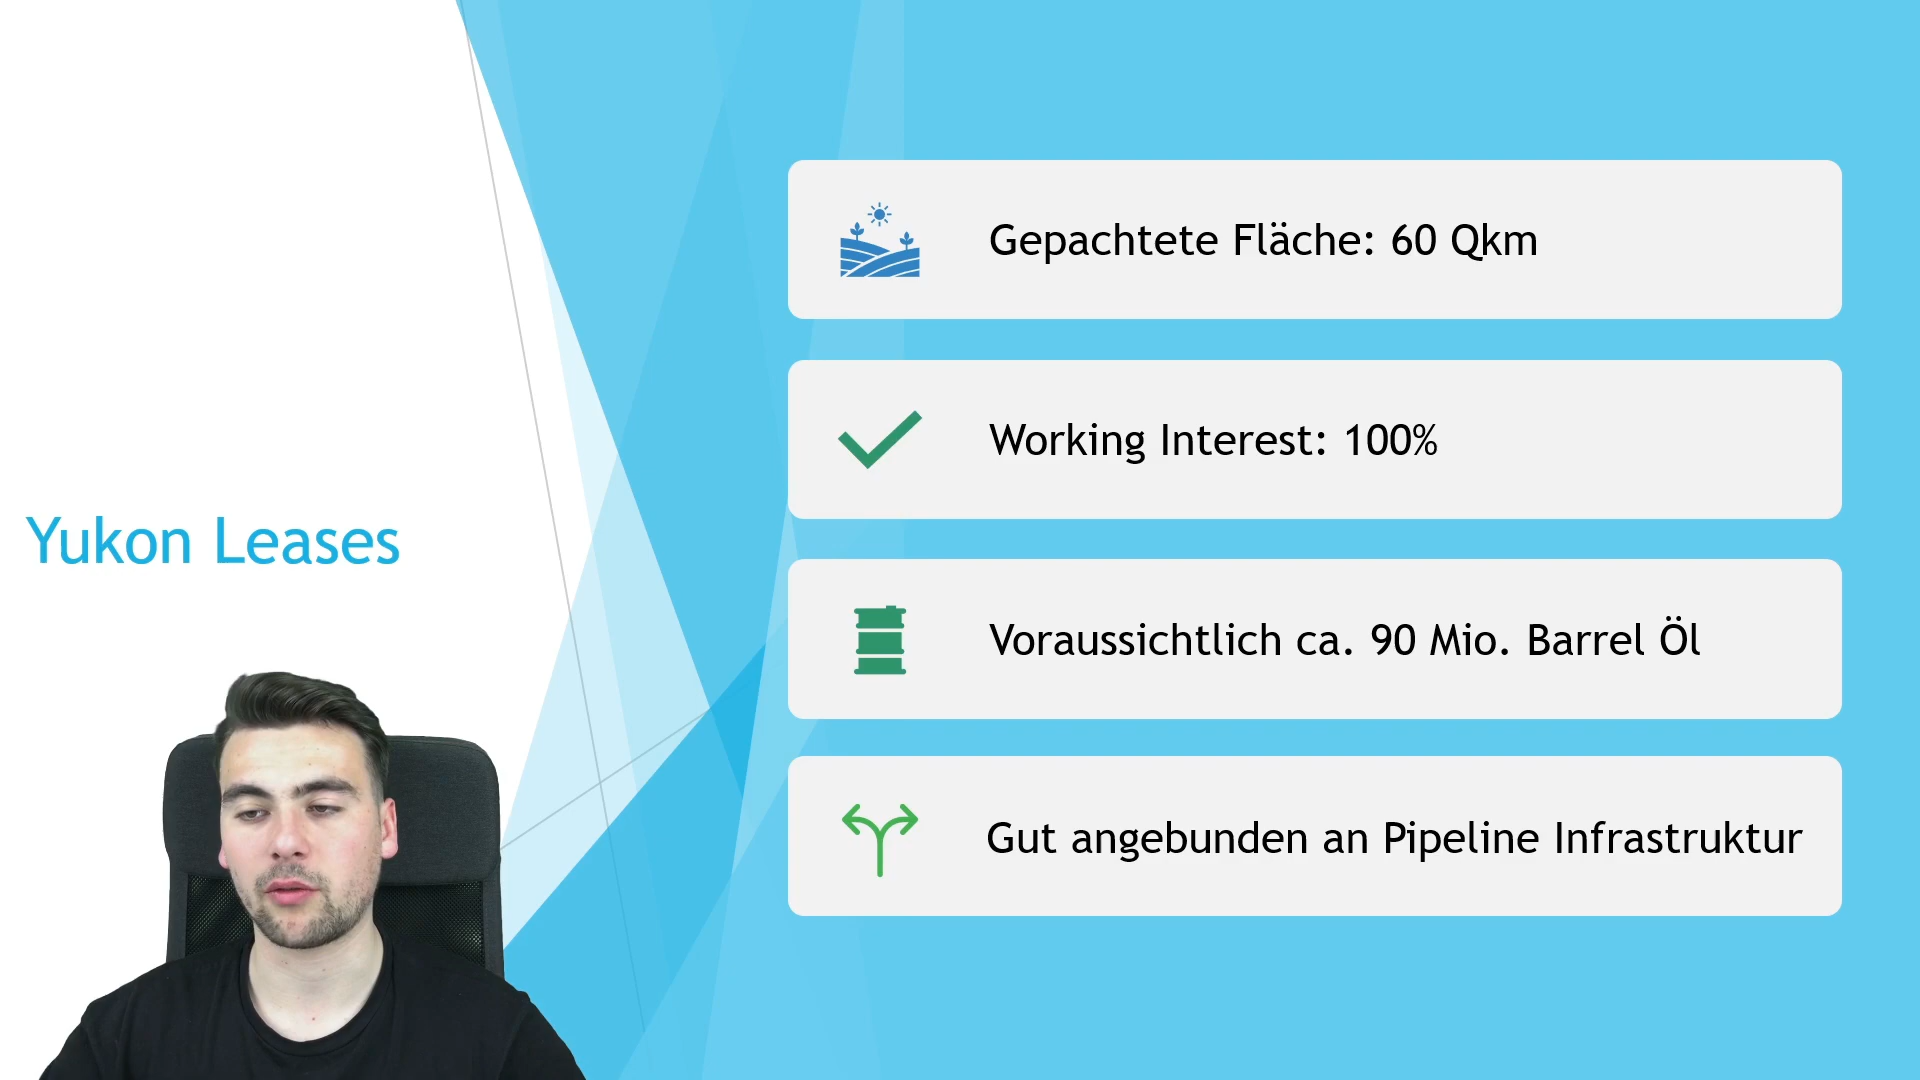 Yukon Leases
Gepachtete Fläche: 60 Qkm
Working Interest: 100%
Voraussichtlich ca. 90 Mio. Barrel Öl
Gut angebunden an Pipeline Infrastruktur